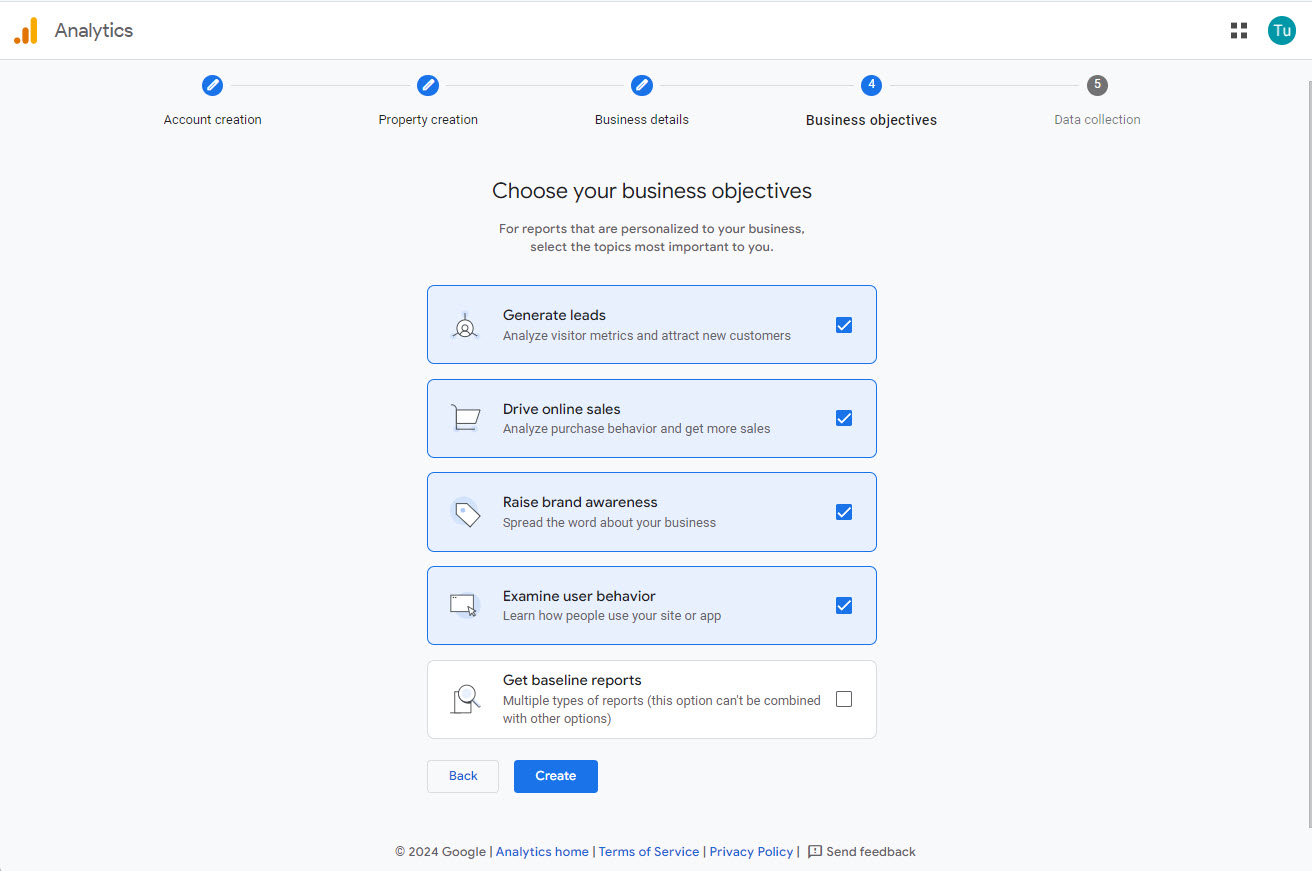 Analytics
Tu
4
5
Account creation
Property creation
Business details
Business objectives
Data collection
Choose your business objectives
For reports that are personalized to your business,
select the topics most important to you.
Generate leads
Analyze visitor metrics and attract new customers
Drive online sales
Analyze purchase behavior and get more sales
Raise brand awareness
Spread the word about your business
Examine user behavior
Learn how people use your site or app
Get baseline reports
Multiple types of reports (this option can't be combined
with other options)
Back
Create
© 2024 Google | Analytics home | Terms of Service | Privacy Policy | Send feedback